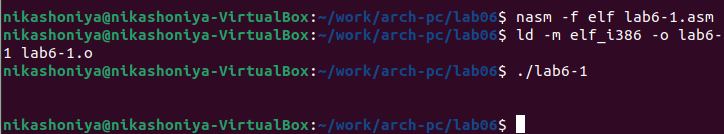 nikashoniya@nikashoniya-VirtualBox:~/work/arch-pc/lab06$ nasm -f elf lab6-1.asm
nikashoniya@nikashoniya-VirtualBox:~/work/arch-pc/lab06$ ld -m elf_i386 -o lab6-
1 lab6-1.o
nikashoniya@nikashoniya-VirtualBox:~/work/arch-pc/lab06$ ./lab6-1
nikashoniya@nikashoniya-VirtualBox:~/work/arch-pc/lab06$